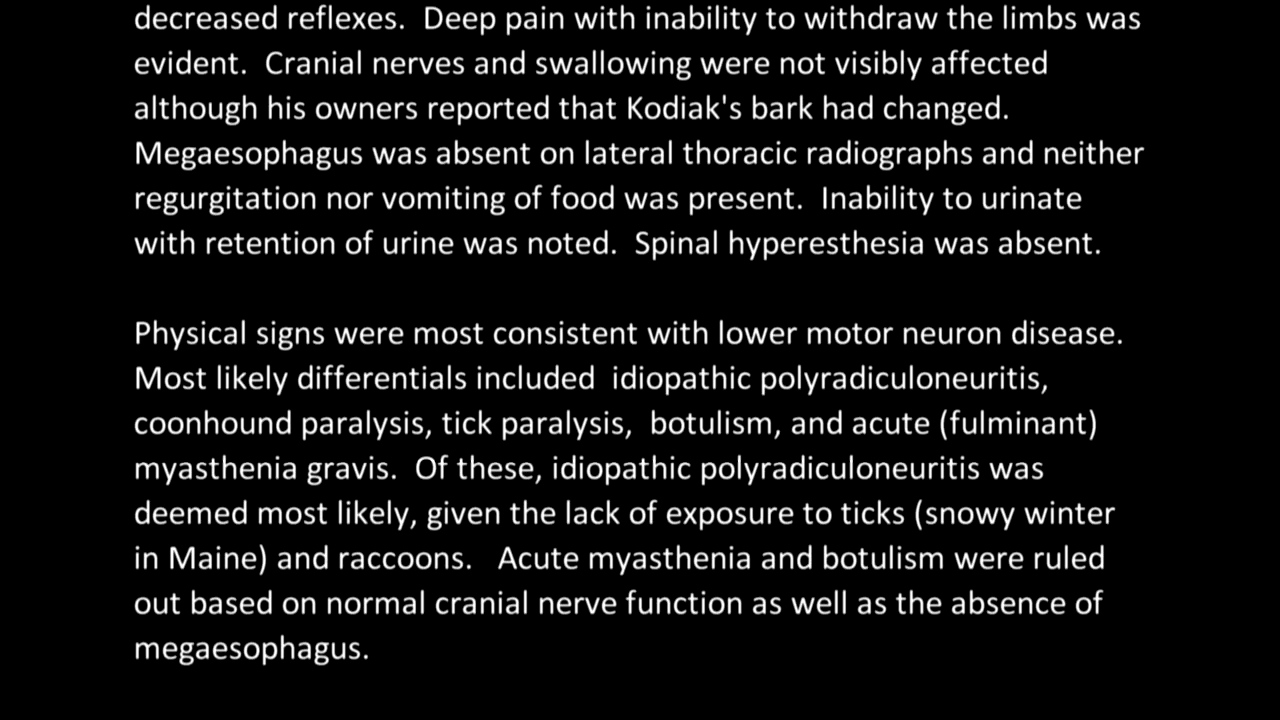 decreased reflexes.  Deep pain with inability to withdraw the limbs was
evident.  Cranial nerves and swallowing were not visibly affected
although his owners reported that Kodiak's bark had changed.
Megaesophagus was absent on lateral thoracic radiographs and neither
regurgitation nor vomiting of food was present.  Inability to urinate
with retention of urine was noted.  Spinal hyperesthesia was absent.

Physical signs were most consistent with lower motor neuron disease.
Most likely differentials included  idiopathic polyradiculoneuritis,
coonhound paralysis, tick paralysis,  botulism, and acute (fulminant)
myasthenia gravis.  Of these, idiopathic polyradiculoneuritis was
deemed most likely, given the lack of exposure to ticks (snowy winter
in Maine) and raccoons.   Acute myasthenia and botulism were ruled
out based on normal cranial nerve function as well as the absence of
megaesophagus.